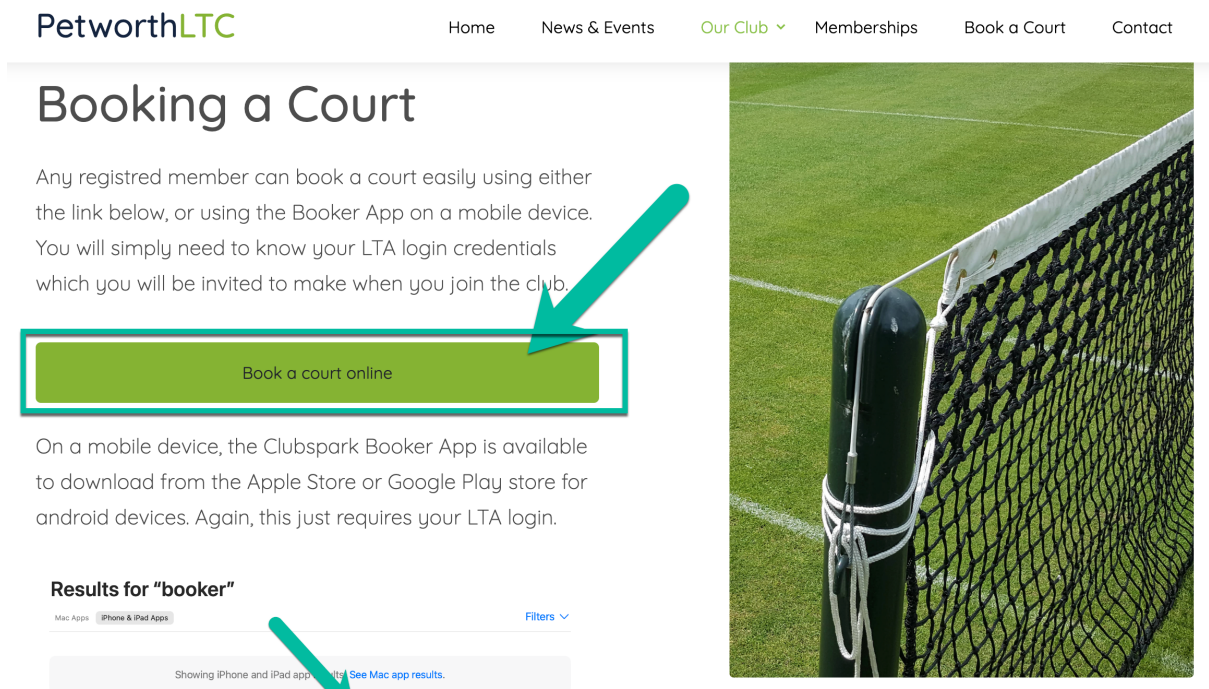 PetworthLTC
Home News & Events Our Club Memberships Book a Court Contact
Booking a Court
Any registred member can book a court easily using either
the link below, or using the Booker App on a mobile device.
You will simply need to know your LTA login credentials
which you will be invited to make when you join the club.
Book a court online
On a mobile device, the Clubspark Booker App is available
to download from the Apple Store or Google Play store for
android devices. Again, this just requires your LTA login.
Results for “booker”
Mac Apps iPhone & iPad Apps Filters
Showing iPhone and iPad app See Mac app results.